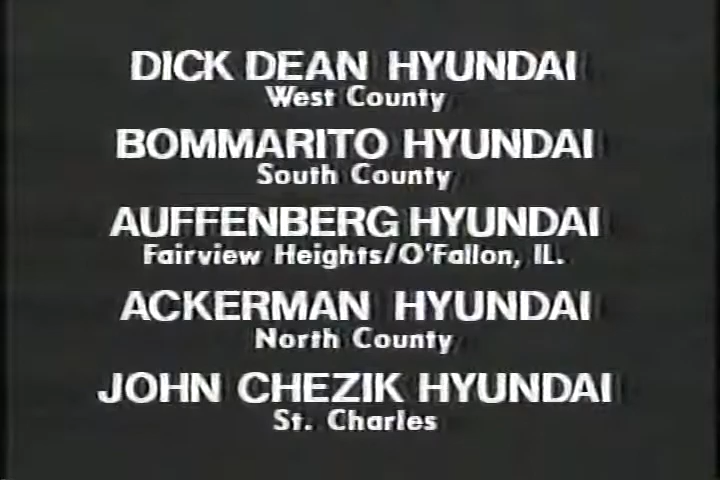 DICK DEAN HYUNDAI
West County
BOMMARITO HYUNDAI
South County
AUFFENBERG HYUNDAI
Fairview Heights/O'Fallon, IL.
ACKERMAN HYUNDAI
North County
JOHN CHEZIK HYUNDAI
St. Charles